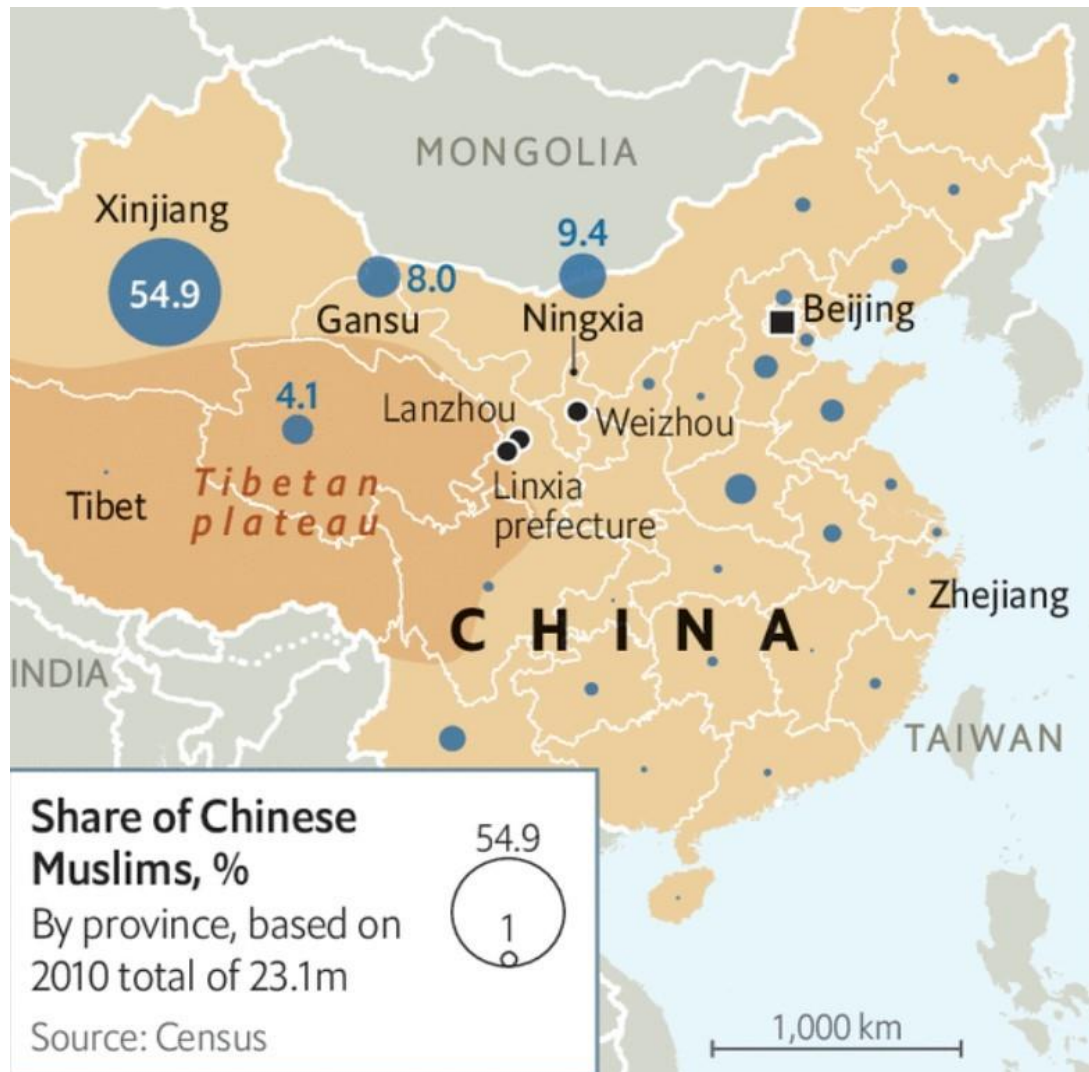 MONGOLIA
Xinjiang
54.9
8.0
Gansu
9.4
Ningxia
Beijing
4.1
Lanzhou
Weizhou
Linxia
prefecture
Tibetan
plateau
Tibet
Zhejiang
CHINA
INDIA
TAIWAN
Share of Chinese
Muslims, %
By province, based on
2010 total of 23.1m
Source: Census
54.9
1
1,000 km